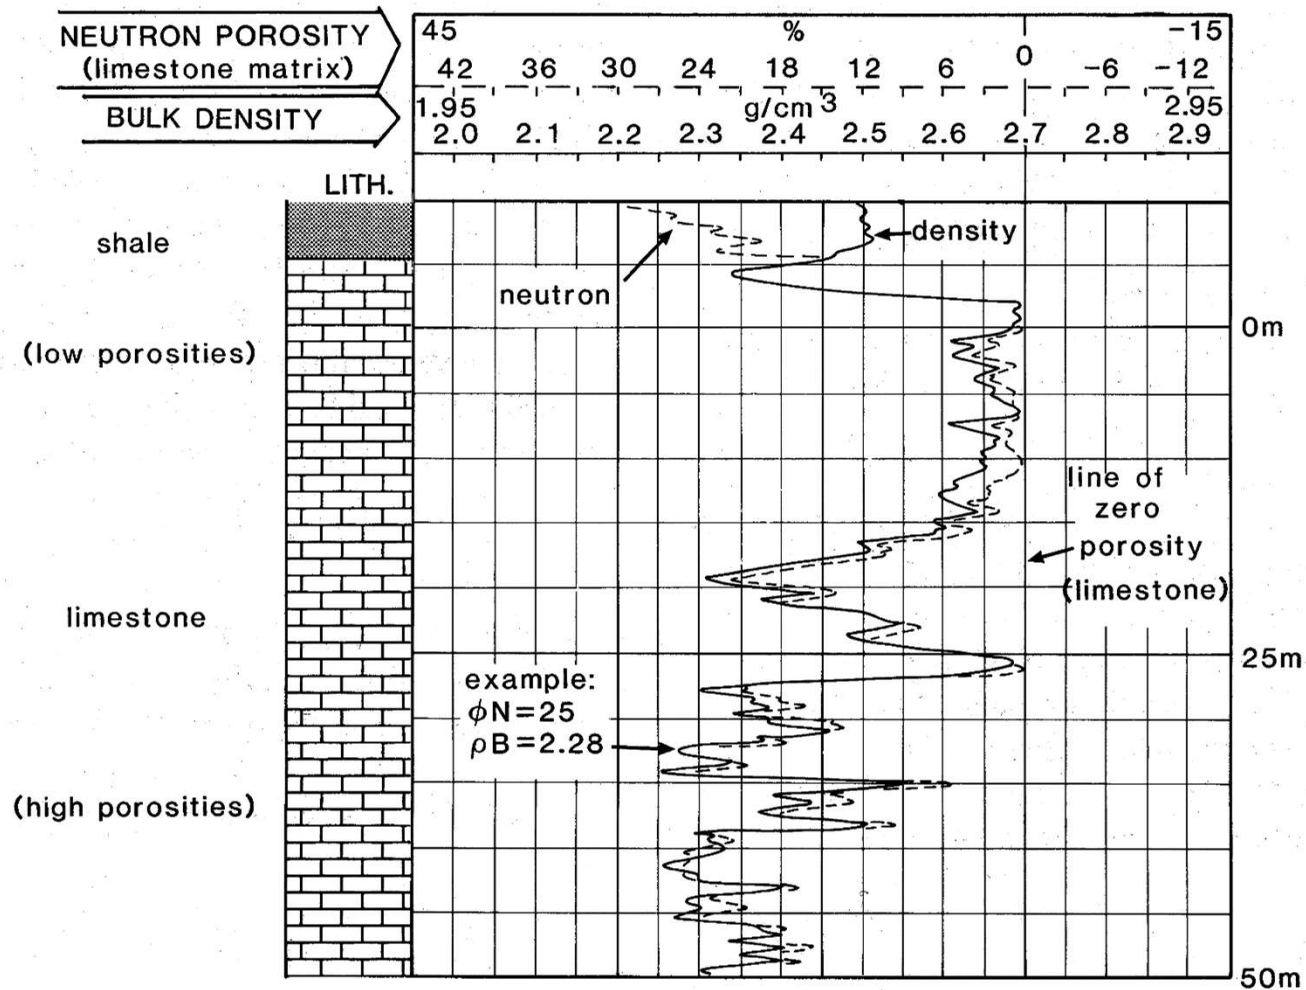 NEUTRON POROSITY
(limestone matrix)
45 % -15
0
42 36 30 24 18 12 6 -6 -12
BULK DENSITY
1.95 g/cm3 2.95
2.0 2.1 2.2 2.3 2.4 2.5 2.6 2.7 2.8 2.9
LITH.
shale
density
neutron
0m
(low porosities)
line of
zero
porosity
(limestone)
limestone
25m
example:
φN=25
ρB=2.28
(high porosities)
50m